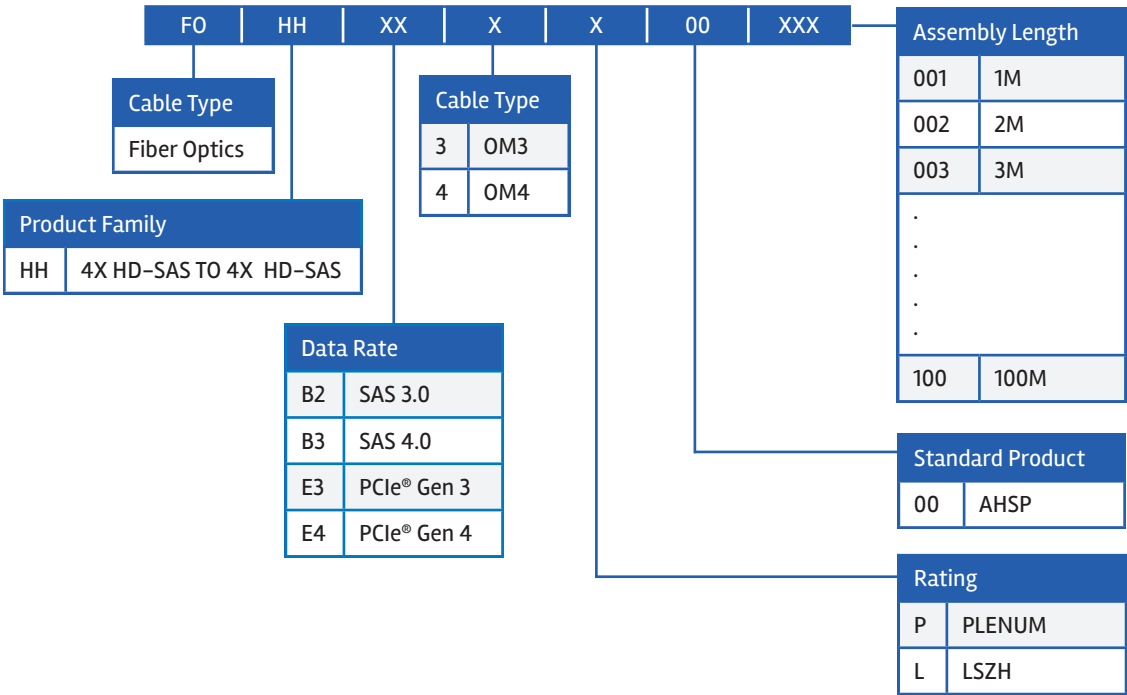 FO HH XX X X 00 XXX
Assembly Length
001 1M
002 2M
003 3M
.
.
.
.
.
100 100M
Cable Type
Fiber Optics
Cable Type
3 OM3
4 OM4
Product Family
HH 4X HD-SAS TO 4X HD-SAS
Data Rate
B2 SAS 3.0
B3 SAS 4.0
E3 PCIe® Gen 3
E4 PCIe® Gen 4
Standard Product
00 AHSP
Rating
P PLENUM
L LSZH